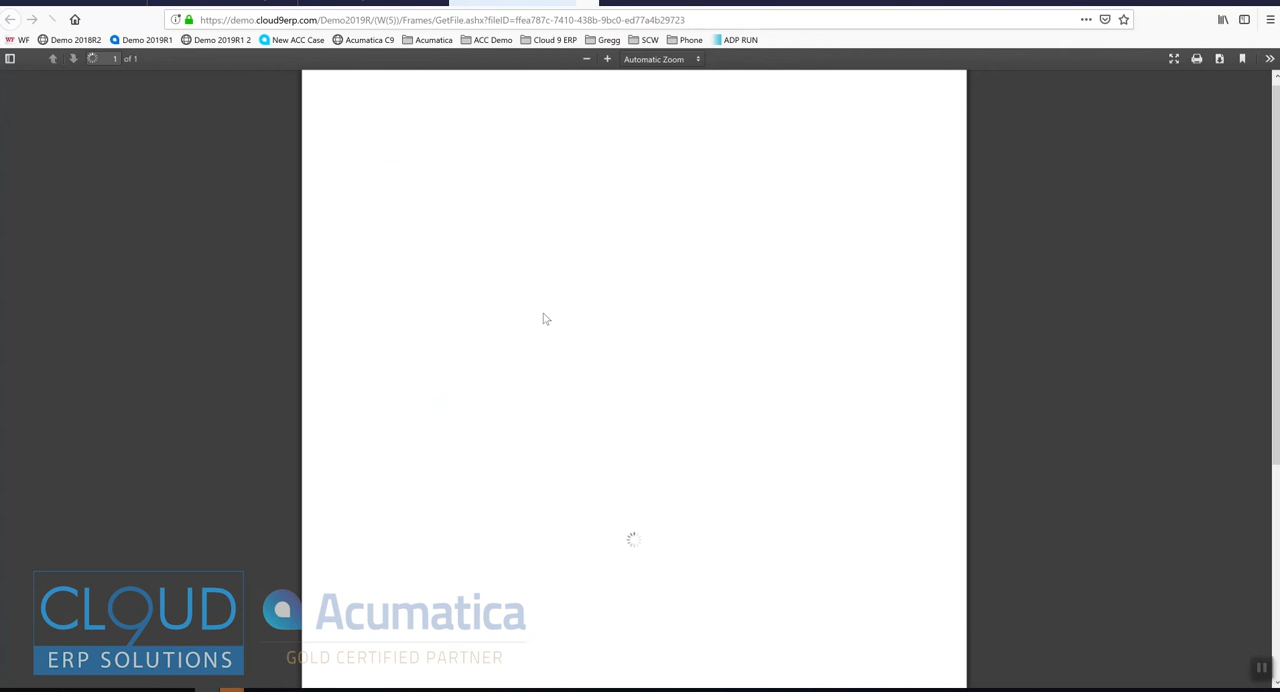 https://demo.cloud9erp.com/Demo2019R/(W(5))/Frames/GetFile.ashx?fileID=ffea787c-7410-438b-9bc0-ed77a4b29723
WF WF Demo 2018R2 Demo 2019R1 Demo 2019R1 2 New ACC Case Acumatica C9 Acumatica ACC Demo Cloud 9 ERP Gregg SCW Phone ADP RUN
1 of 1 Automatic Zoom
CL9UD
ERP SOLUTIONS
Acumatica
GOLD CERTIFIED PARTNER